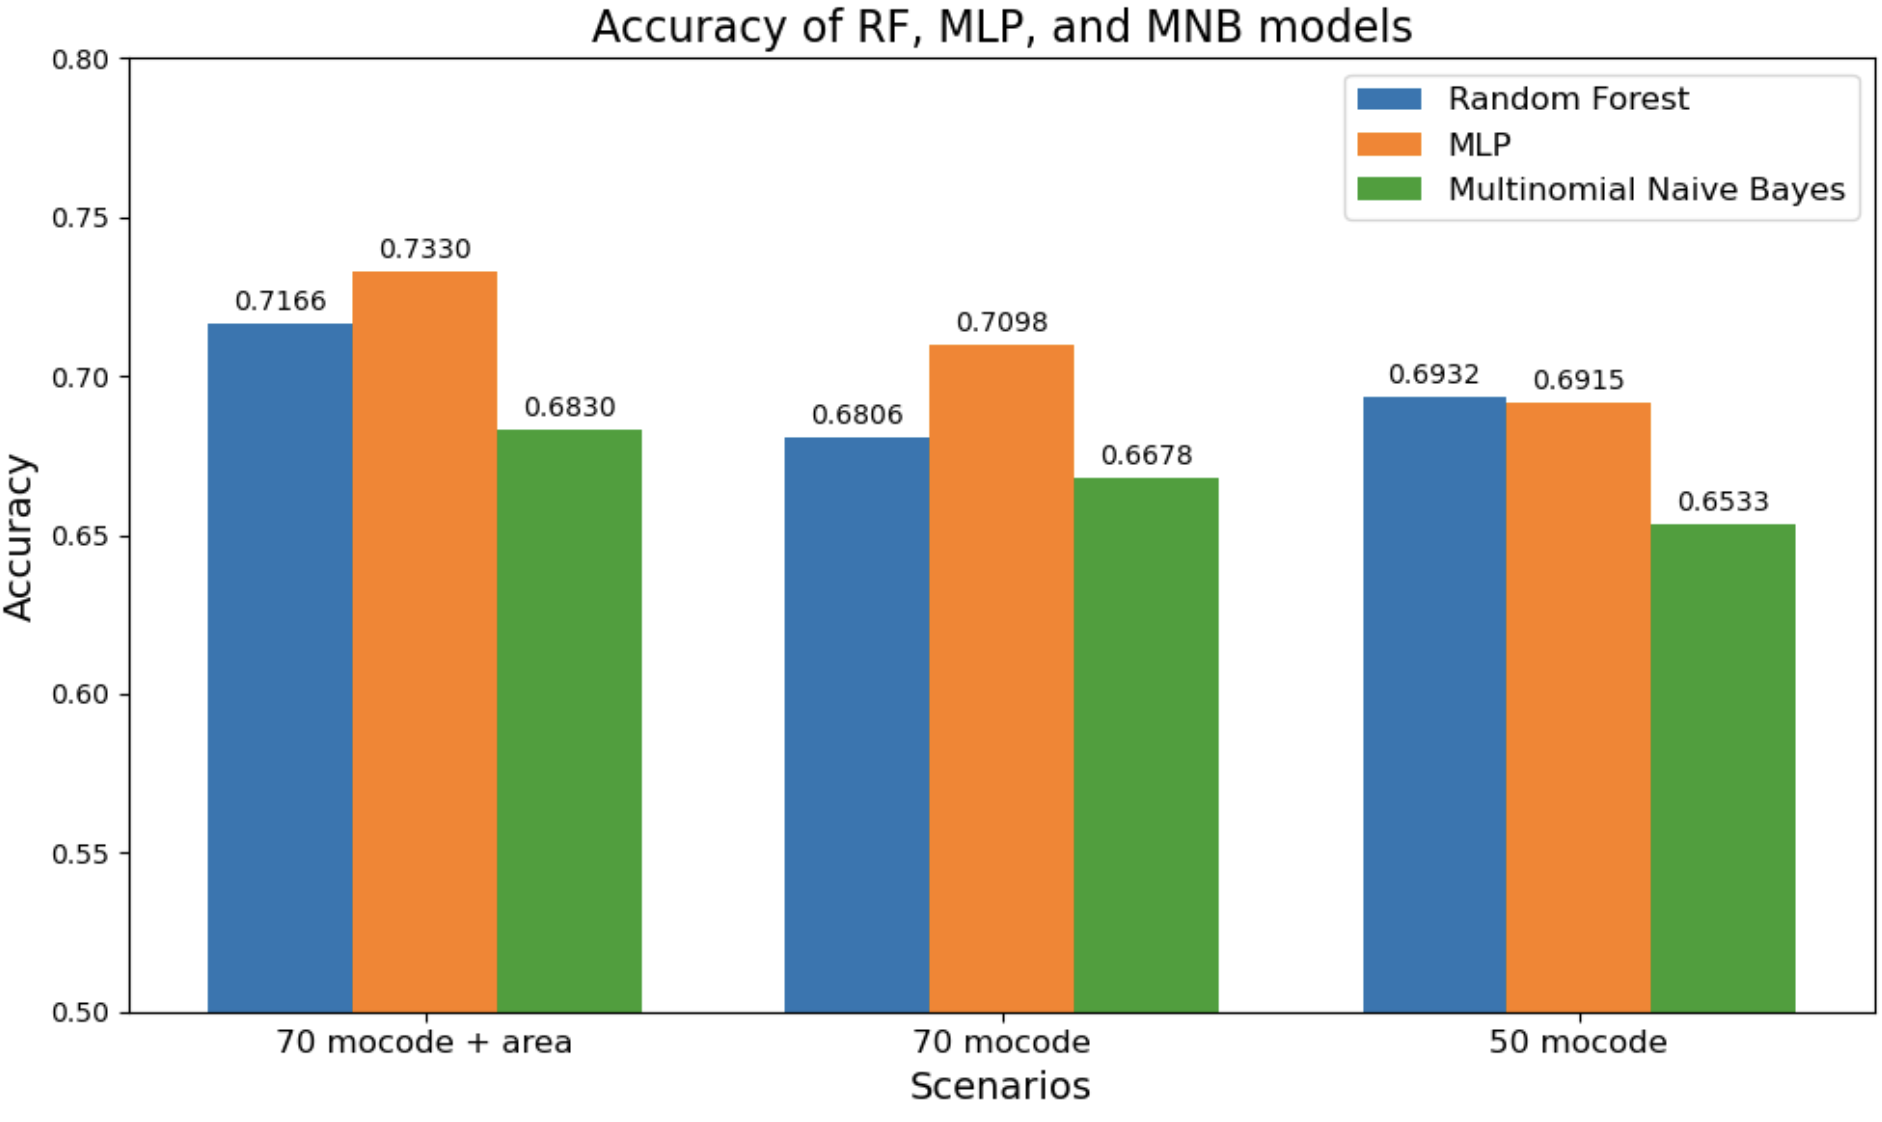 Accuracy of RF, MLP, and MNB models
Random Forest
MLP
Multinomial Naive Bayes
Accuracy
0.80
0.75
0.70
0.65
0.60
0.55
0.50
0.7166
0.7330
0.6830
0.6806
0.7098
0.6678
0.6932
0.6915
0.6533
70 mocode + area
70 mocode
50 mocode
Scenarios